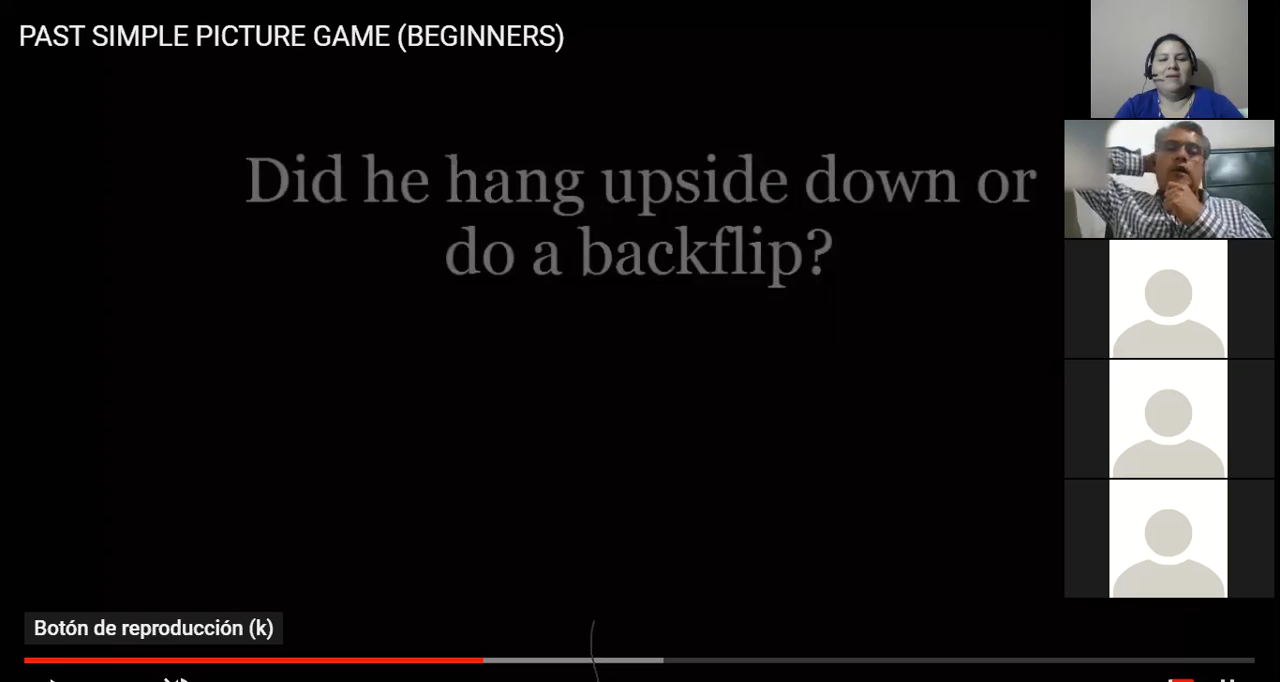 PAST SIMPLE PICTURE GAME (BEGINNERS)
Did he hang upside down or
do a backflip?
Botón de reproducción (k)